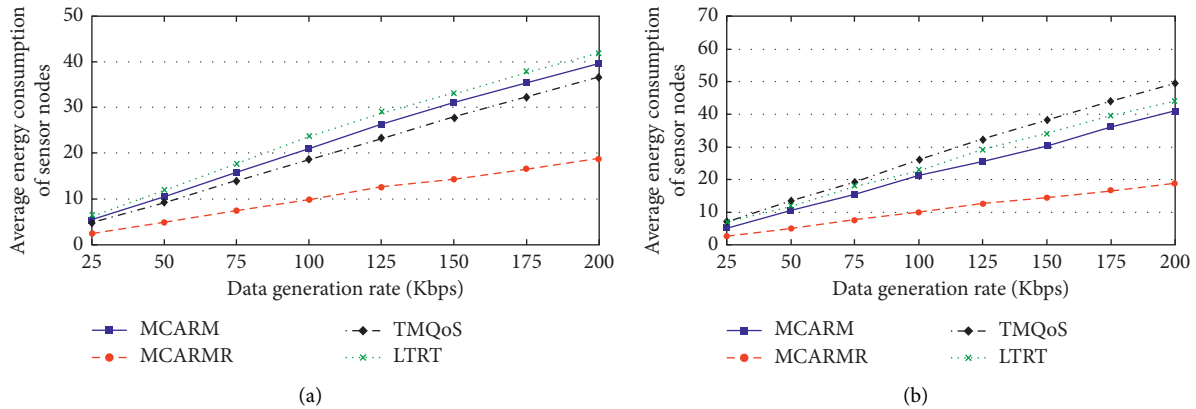 50
40
30
20
10
0
Average energy consumption
of sensor nodes
25 50 75 100 125 150 175 200
Data generation rate (Kbps)
MCARM TMQoS
MCARMR LTRT
(a)
70
60
50
40
30
20
10
0
Average energy consumption
of sensor nodes
25 50 75 100 125 150 175 200
Data generation rate (Kbps)
MCARM TMQoS
MCARMR LTRT
(b)